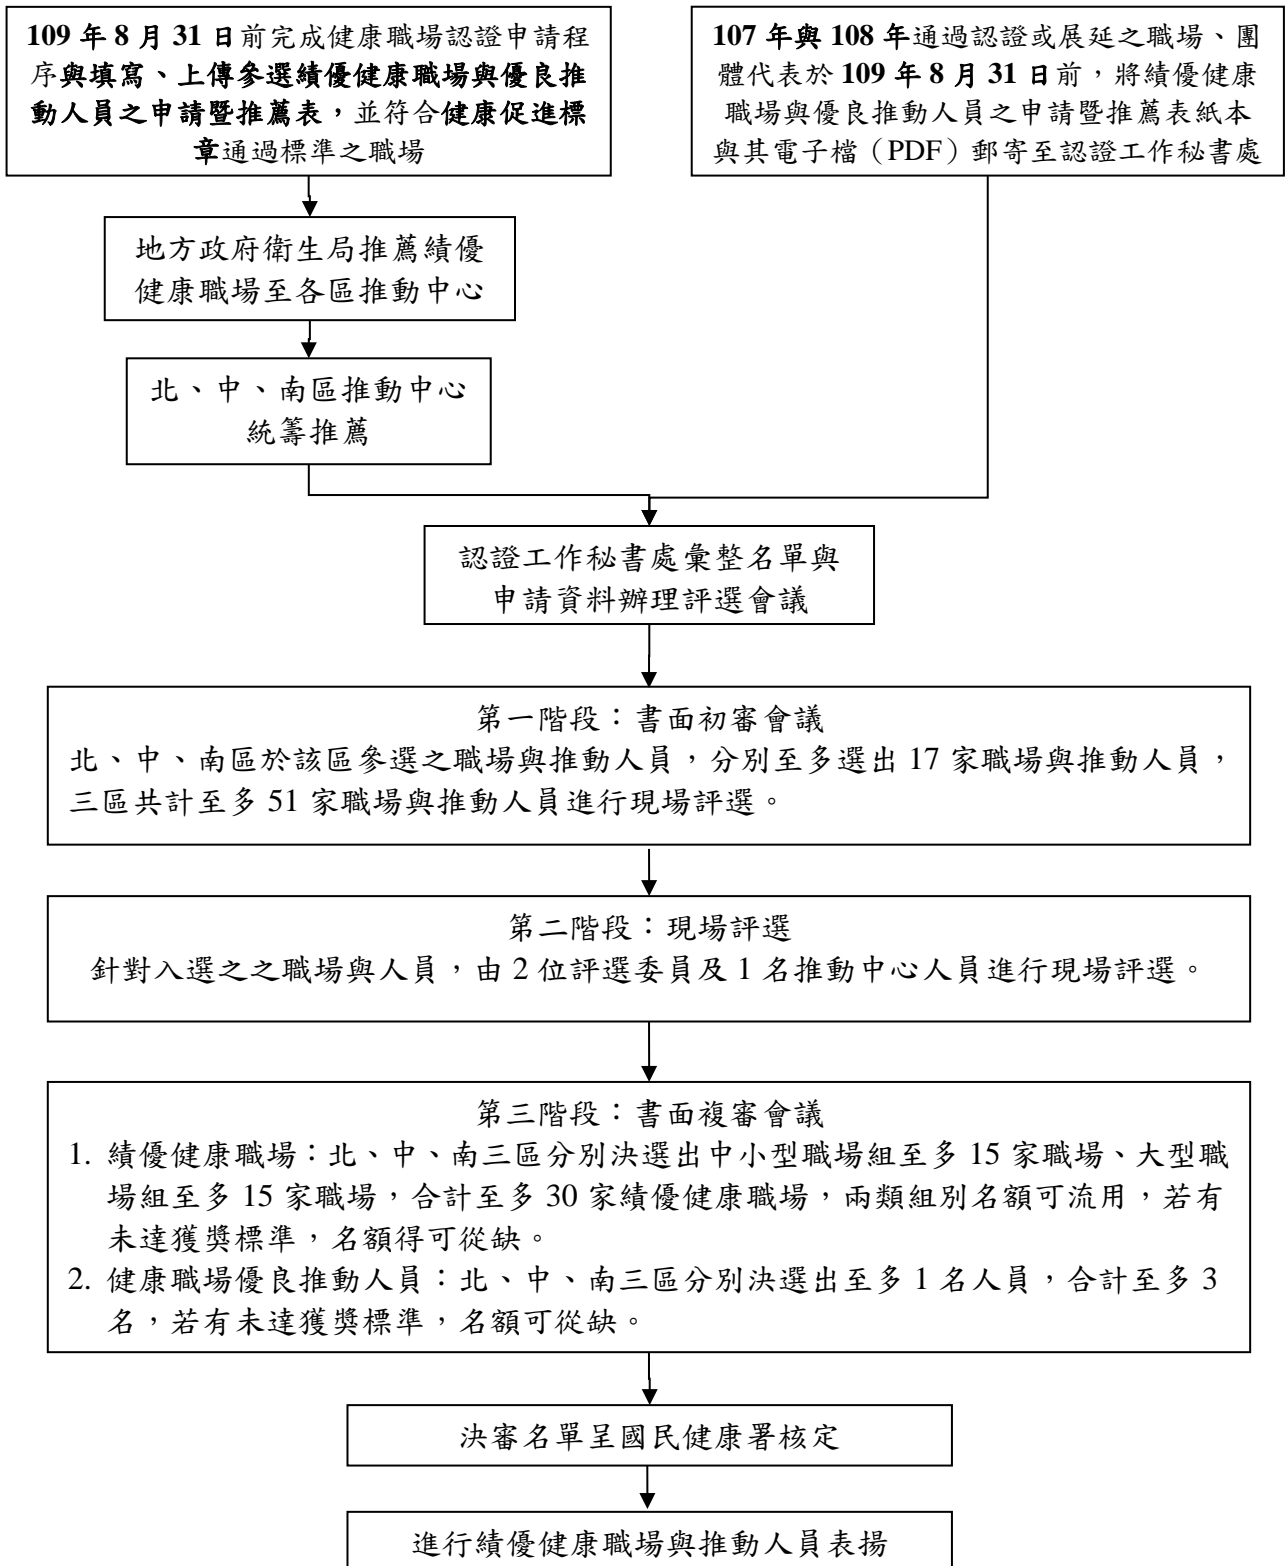 109 年 8 月 31 日前完成健康職場認證申請程
序與填寫、上傳參選績優健康職場與優良推
動人員之申請暨推薦表，並符合健康促進標
章通過標準之職場
107 年與 108 年通過認證或展延之職場、團
體代表於 109 年 8 月 31 日前，將績優健康
職場與優良推動人員之申請暨推薦表紙本
與其電子檔（PDF）郵寄至認證工作秘書處
地方政府衛生局推薦績優
健康職場至各區推動中心
北、中、南區推動中心
統籌推薦
認證工作秘書處彙整名單與
申請資料辦理評選會議
第一階段：書面初審會議
北、中、南區於該區參選之職場與推動人員，分別至多選出 17 家職場與推動人員，
三區共計至多 51 家職場與推動人員進行現場評選。
第二階段：現場評選
針對入選之之職場與人員，由 2 位評選委員及 1 名推動中心人員進行現場評選。
第三階段：書面複審會議
1. 績優健康職場：北、中、南三區分別決選出中小型職場組至多 15 家職場、大型職
場組至多 15 家職場，合計至多 30 家績優健康職場，兩類組別名額可流用，若有
未達獲獎標準，名額得可從缺。
2. 健康職場優良推動人員：北、中、南三區分別決選出至多 1 名人員，合計至多 3
名，若有未達獲獎標準，名額可從缺。
決審名單呈國民健康署核定
進行績優健康職場與推動人員表揚